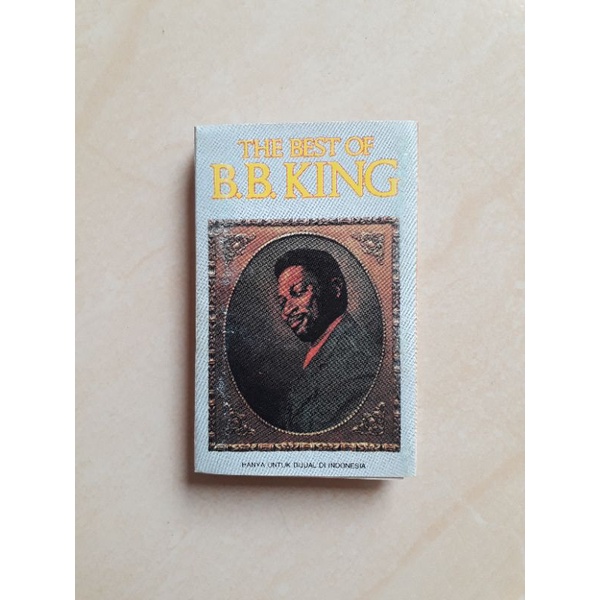 THE BEST OF
B.B. KING
HANYA UNTUK DIJUAL DI INDONESIA